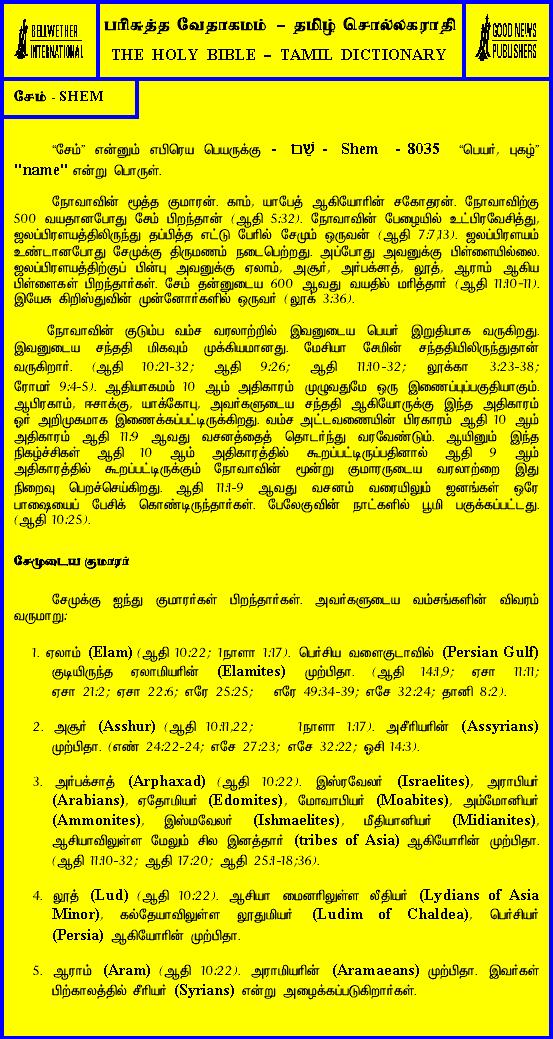 BELLWETHER
INTERNATIONAL
பரிசுத்த வேதாகமம் – தமிழ் சொல்லகராதி
THE HOLY BIBLE – TAMIL DICTIONARY
GOOD NEWS
PUBLISHERS
சேம் - SHEM
“சேம்” என்னும் எபிரெய பெயருக்கு - שֵׁם - Shem - 8035 “பெயர், புகழ்”
"name" என்று பொருள்.
நோவாவின் மூத்த குமாரன். காம், யாபேத் ஆகியோரின் சகோதரன். நோவாவிற்கு
500 வயதானபோது சேம் பிறந்தான் (ஆதி 5:32). நோவாவின் பேழையில் உட்பிரவேசித்து,
ஜலப்பிரளயத்திலிருந்து தப்பித்த எட்டு பேரில் சேமும் ஒருவன் (ஆதி 7:7,13). ஜலப்பிரளயம்
உண்டானபோது சேமுக்கு திருமணம் நடைபெற்றது. அப்போது அவனுக்கு பிள்ளையில்லை.
ஜலப்பிரளயத்திற்குப் பின்பு அவனுக்கு ஏலாம், அசூர், அர்பக்சாத், லூத், ஆராம் ஆகிய
பிள்ளைகள் பிறந்தார்கள். சேம் தன்னுடைய 600 ஆவது வயதில் மரித்தார் (ஆதி 11:10-11).
இயேசு கிறிஸ்துவின் முன்னோர்களில் ஒருவர் (லூக் 3:36).
நோவாவின் குடும்ப வம்ச வரலாற்றில் இவனுடைய பெயர் இறுதியாக வருகிறது.
இவனுடைய சந்ததி மிகவும் முக்கியமானது. மேசியா சேமின் சந்ததியிலிருந்துதான்
வருகிறார். (ஆதி 10:21-32; ஆதி 9:26; ஆதி 11:10-32; லூக்கா 3:23-38;
ரோமர் 9:4-5). ஆதியாகமம் 10 ஆம் அதிகாரம் முழுவதுமே ஒரு இணைப்புப்பகுதியாகும்.
ஆபிரகாம், ஈசாக்கு, யாக்கோபு, அவர்களுடைய சந்ததி ஆகியோருக்கு இந்த அதிகாரம்
ஓர் அறிமுகமாக இணைக்கப்பட்டிருக்கிறது. வம்ச அட்டவணையின் பிரகாரம் ஆதி 10 ஆம்
அதிகாரம் ஆதி 11:9 ஆவது வசனத்தைத் தொடர்ந்து வரவேண்டும். ஆயினும் இந்த
நிகழ்ச்சிகள் ஆதி 10 ஆம் அதிகாரத்தில் கூறப்பட்டிருப்பதினால் ஆதி 9 ஆம்
அதிகாரத்தில் கூறப்பட்டிருக்கும் நோவாவின் மூன்று குமாரருடைய வரலாற்றை இது
நிறைவு பெறச்செய்கிறது. ஆதி 11:1-9 ஆவது வசனம் வரையிலும் ஜனங்கள் ஒரே
பாஷையைப் பேசிக் கொண்டிருந்தார்கள். பேலேகுவின் நாட்களில் பூமி பகுக்கப்பட்டது.
(ஆதி 10:25).
சேமுடைய குமாரர்
சேமுக்கு ஐந்து குமாரர்கள் பிறந்தார்கள். அவர்களுடைய வம்சங்களின் விவரம்
வருமாறு:
1. ஏலாம் (Elam) (ஆதி 10:22; 1நாளா 1:17). பெர்சிய வளைகுடாவில் (Persian Gulf)
குடியிருந்த ஏலாமியரின் (Elamites) முற்பிதா. (ஆதி 14:1,9; ஏசா 11:11;
ஏசா 21:2; ஏசா 22:6; எரே 25:25; எரே 49:34-39; எசே 32:24; தானி 8:2).
2. அசூர் (Asshur) (ஆதி 10:11,22; 1நாளா 1:17). அசீரியரின் (Assyrians)
முற்பிதா. (எண் 24:22-24; எசே 27:23; எசே 32:22; ஓசி 14:3).
3. அர்பக்சாத் (Arphaxad) (ஆதி 10:22). இஸ்ரவேலர் (Israelites), அராபியர்
(Arabians), ஏதோமியர் (Edomites), மோவாபியர் (Moabites), அம்மோனியர்
(Ammonites), இஸ்மவேலர் (Ishmaelites), மீதியானியர் (Midianites),
ஆசியாவிலுள்ள மேலும் சில இனத்தார் (tribes of Asia) ஆகியோரின் முற்பிதா.
(ஆதி 11:10-32; ஆதி 17:20; ஆதி 25:1-18;36).
4. லூத் (Lud) (ஆதி 10:22). ஆசியா மைனரிலுள்ள லீதியர் (Lydians of Asia
Minor), கல்தேயாவிலுள்ள லூதுமியர் (Ludim of Chaldea), பெர்சியர்
(Persia) ஆகியோரின் முற்பிதா.
5. ஆராம் (Aram) (ஆதி 10:22). அராமியரின் (Aramaeans) முற்பிதா. இவர்கள்
பிற்காலத்தில் சீரியர் (Syrians) என்று அழைக்கப்படுகிறார்கள்.